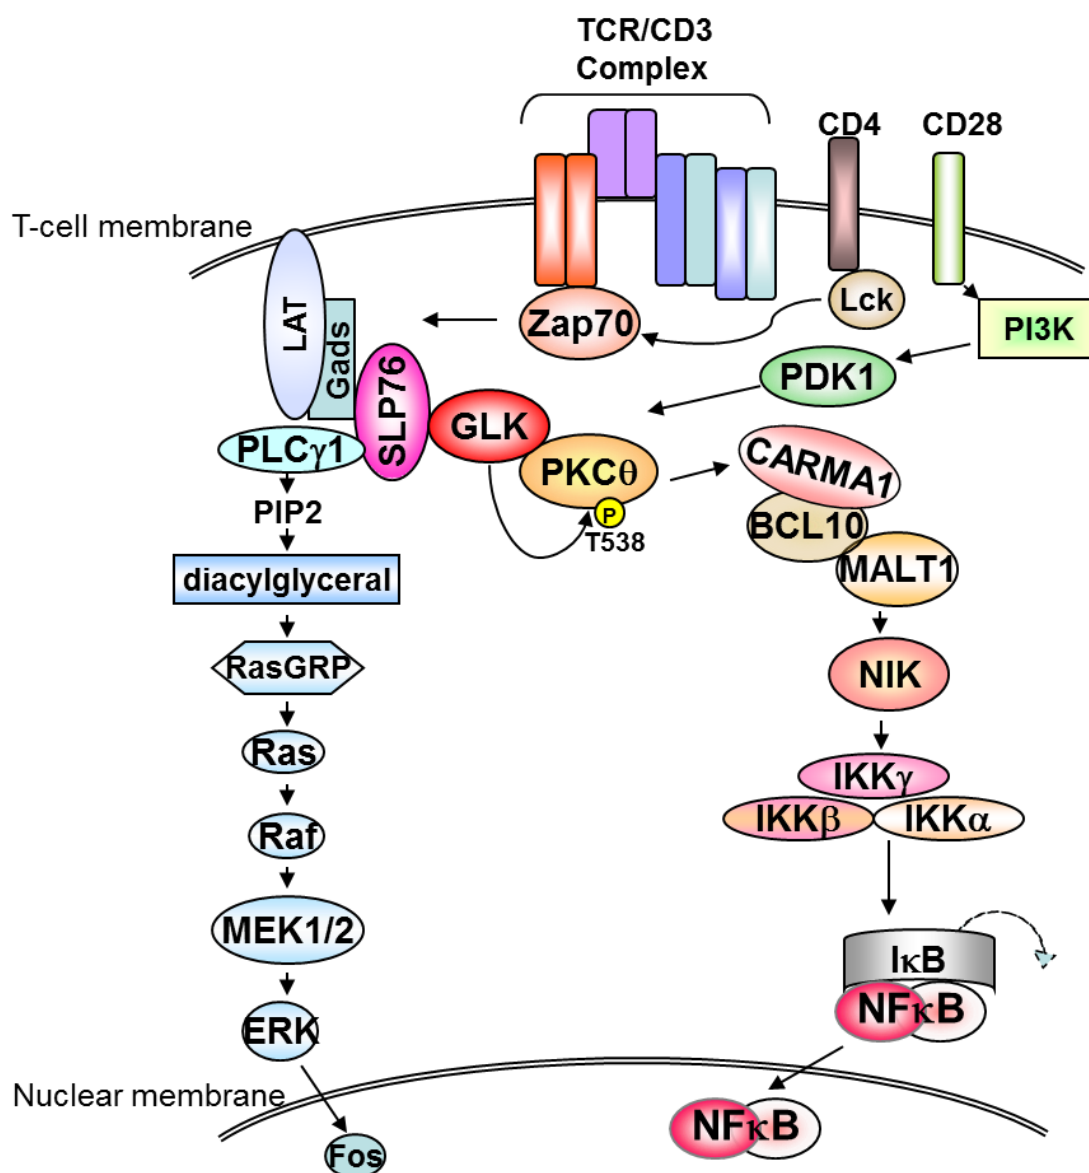 TCR/CD3
Complex
CD4
CD28
T-cell membrane
LAT
Gads
SLP76
Zap70
Lck
PI3K
PDK1
GLK
PLCγ1
PKCθ
P
T538
CARMA1
BCL10
MALT1
PIP2
diacylglyceral
RasGRP
NIK
Ras
IKKγ
IKKβ
IKKα
Raf
MEK1/2
IκB
NFκB
ERK
Nuclear membrane
NFκB
Fos